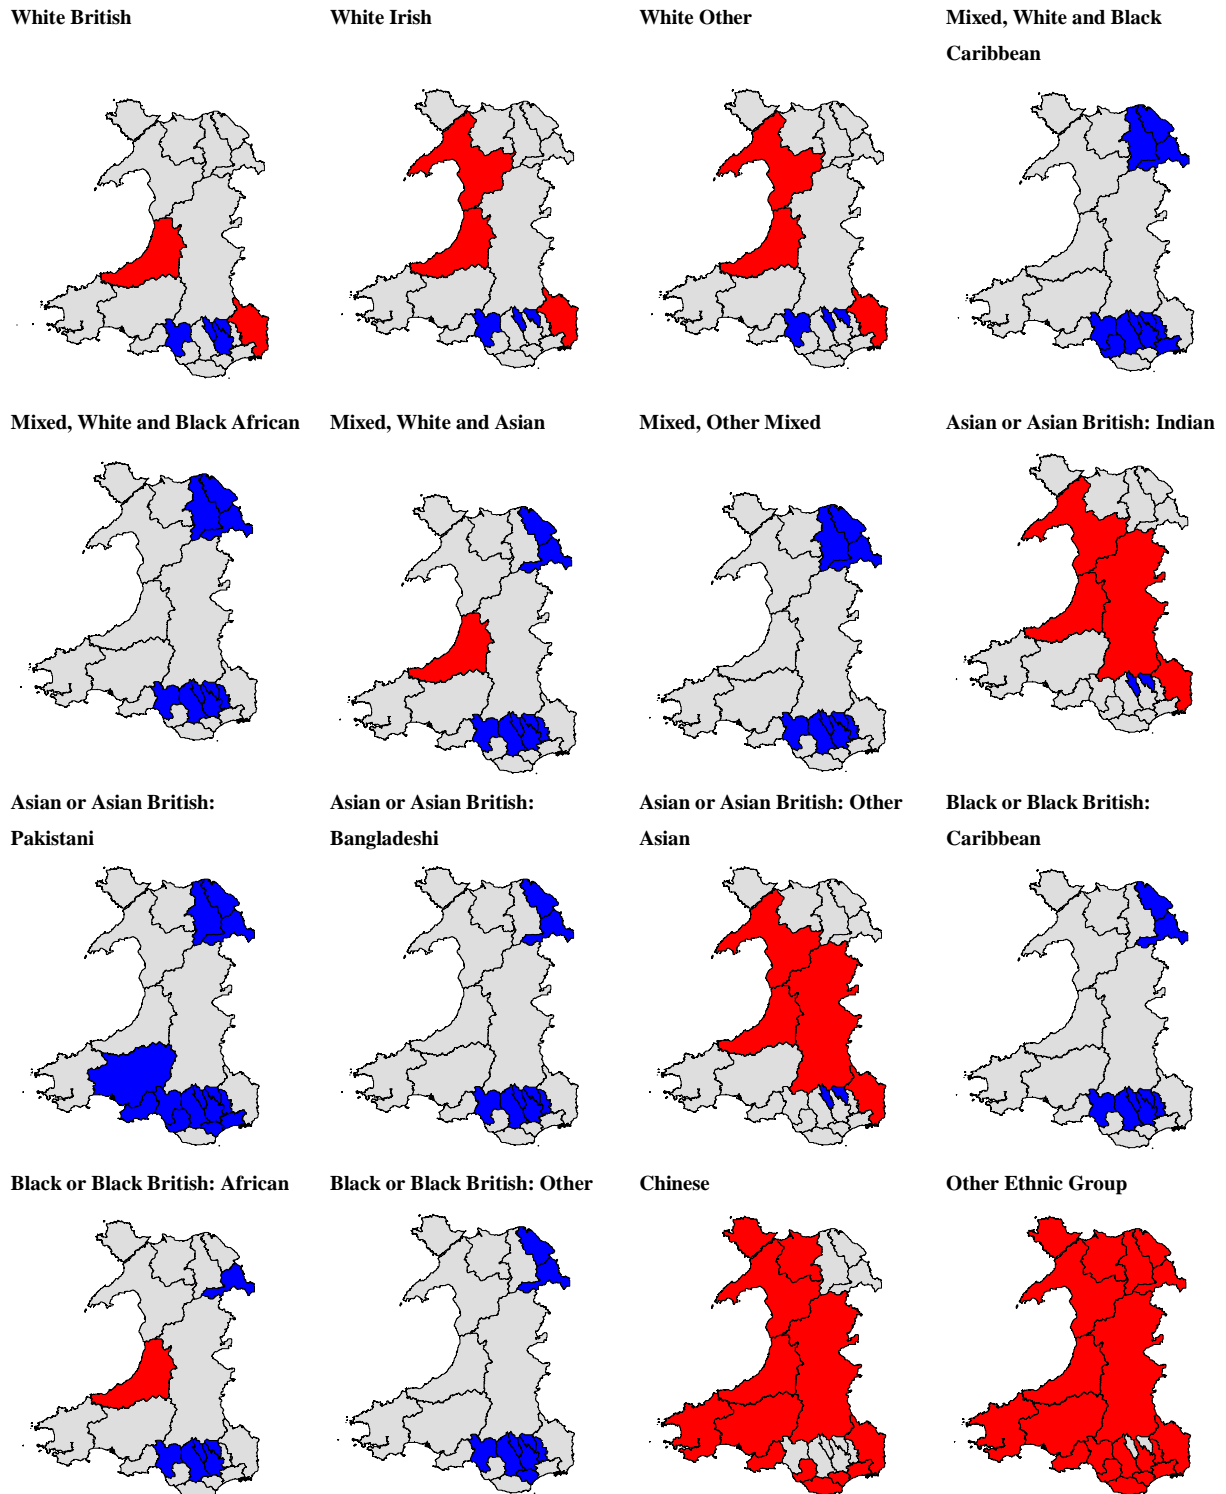 White British
White Irish
White Other
Mixed, White and Black
Caribbean
Mixed, White and Black African
Mixed, White and Asian
Mixed, Other Mixed
Asian or Asian British: Indian
Asian or Asian British:
Pakistani
Asian or Asian British:
Bangladeshi
Asian or Asian British: Other
Asian
Black or Black British:
Caribbean
Black or Black British: African
Black or Black British: Other
Chinese
Other Ethnic Group